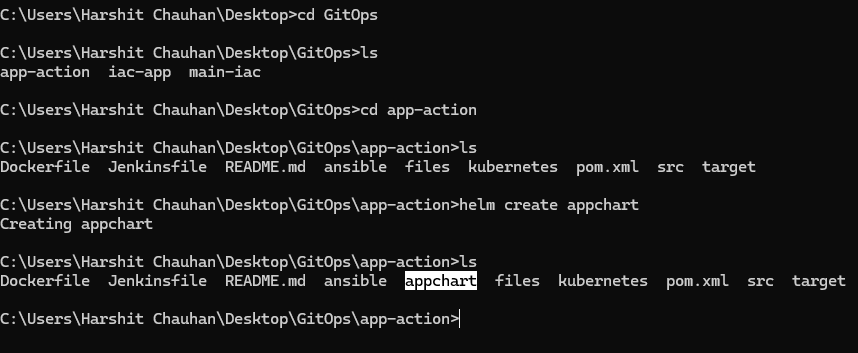 C:\Users\Harshit Chauhan\Desktop>cd GitOps
C:\Users\Harshit Chauhan\Desktop\GitOps>ls
app-action  iac-app  main-iac
C:\Users\Harshit Chauhan\Desktop\GitOps>cd app-action
C:\Users\Harshit Chauhan\Desktop\GitOps\app-action>ls
Dockerfile  Jenkinsfile  README.md  ansible  files  kubernetes  pom.xml  src  target
C:\Users\Harshit Chauhan\Desktop\GitOps\app-action>helm create appchart
Creating appchart
C:\Users\Harshit Chauhan\Desktop\GitOps\app-action>ls
Dockerfile  Jenkinsfile  README.md  ansible  appchart  files  kubernetes  pom.xml  src  target
C:\Users\Harshit Chauhan\Desktop\GitOps\app-action>